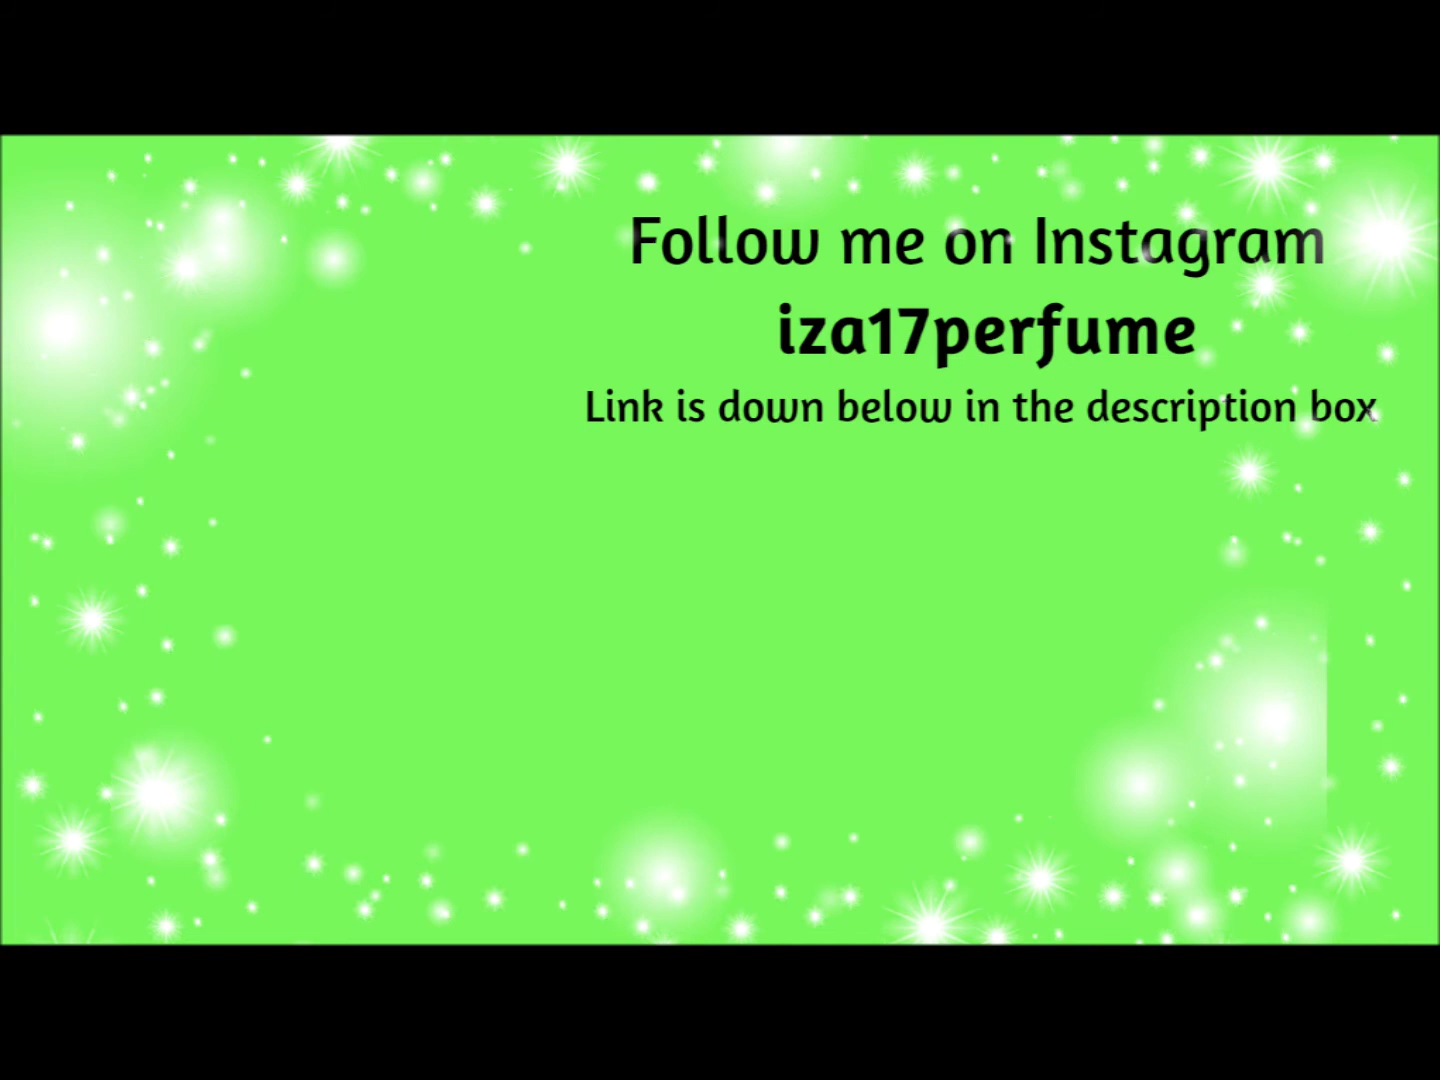 Follow me on Instagram
iza17perfume
Link is down below in the description box